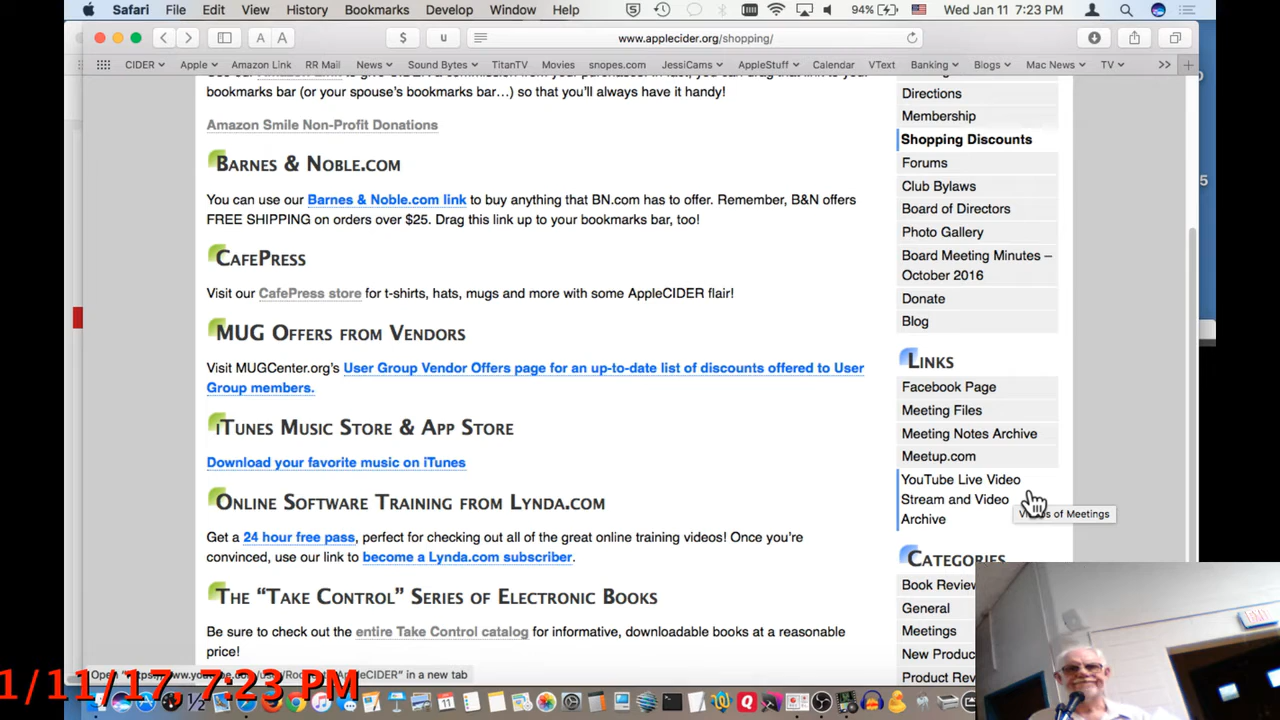 Safari File Edit View History Bookmarks Develop Window Help 94% Wed Jan 11 7:23 PM
A A $ u www.applecider.org/shopping/
CIDER Apple Amazon Link RR Mail News Sound Bytes TitanTV Movies snopes.com JessiCams AppleStuff Calendar VText Banking Blogs Mac News TV >> +
bookmarks bar (or your spouse's bookmarks bar…) so that you'll always have it handy!
Amazon Smile Non-Profit Donations
Barnes & Noble.com
You can use our Barnes & Noble.com link to buy anything that BN.com has to offer. Remember, B&N offers
FREE SHIPPING on orders over $25. Drag this link up to your bookmarks bar, too!
CafePress
Visit our CafePress store for t-shirts, hats, mugs and more with some AppleCIDER flair!
MUG Offers from Vendors
Visit MUGCenter.org's User Group Vendor Offers page for an up-to-date list of discounts offered to User
Group members.
iTunes Music Store & App Store
Download your favorite music on iTunes
Online Software Training from Lynda.com
Get a 24 hour free pass, perfect for checking out all of the great online training videos! Once you're
convinced, use our link to become a Lynda.com subscriber.
The "Take Control" Series of Electronic Books
Be sure to check out the entire Take Control catalog for informative, downloadable books at a reasonable
price!
Directions
Membership
Shopping Discounts
Forums
Club Bylaws
Board of Directors
Photo Gallery
Board Meeting Minutes –
October 2016
Donate
Blog
Links
Facebook Page
Meeting Files
Meeting Notes Archive
Meetup.com
YouTube Live Video
Stream and Video
Archive
of Meetings
Categories
General
Meetings
in a new tab
1/11/17 7:23 PM